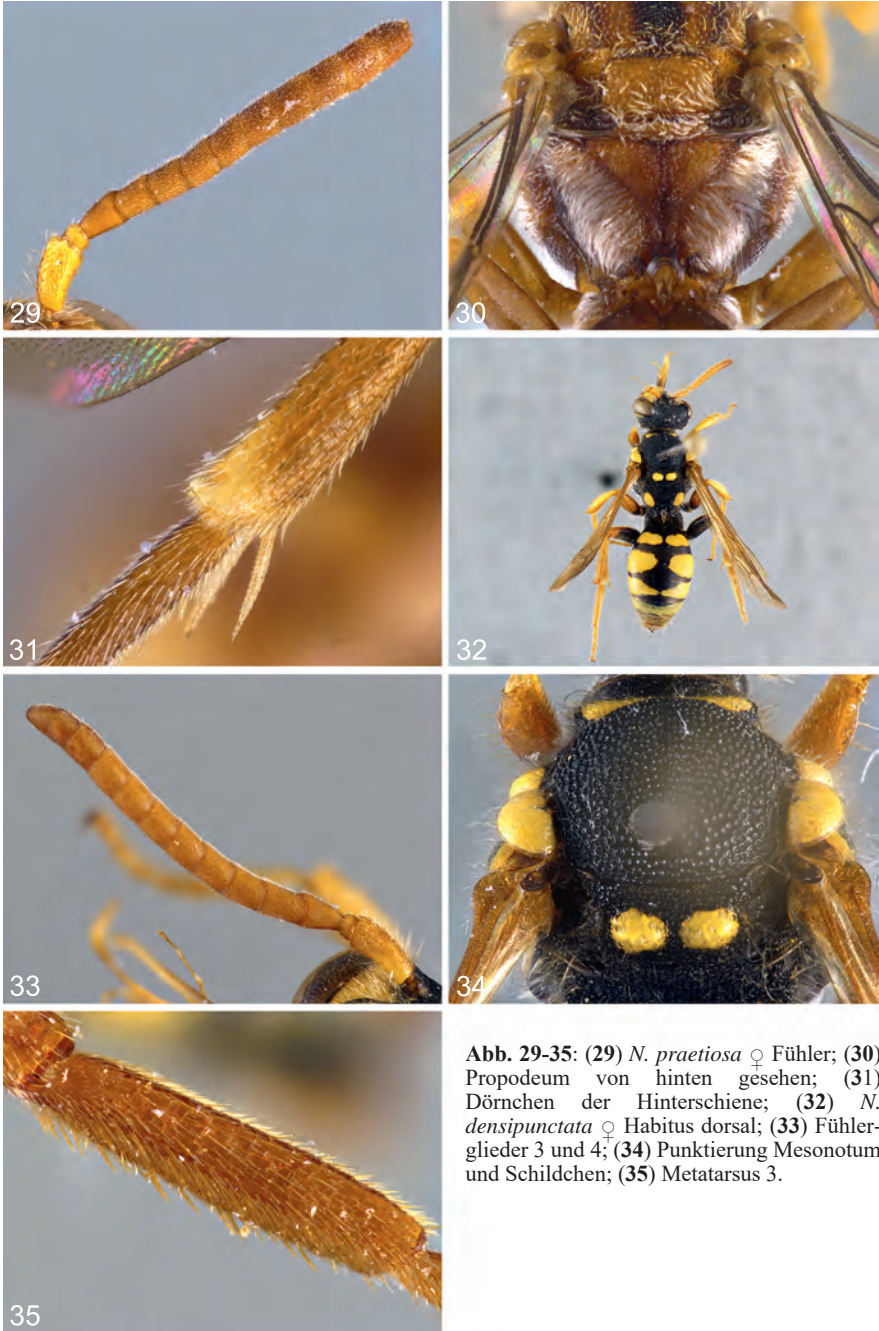 29
30
31
32
33
34
35
Abb. 29-35: (29) N. praetiosa ♀ Fühler; (30)
Propodeum von hinten gesehen; (31)
Dörnchen der Hinterschiene; (32) N.
densipunctata ♀ Habitus dorsal; (33) Fühler-
glieder 3 und 4; (34) Punktierung Mesonotum
und Schildchen; (35) Metatarsus 3.